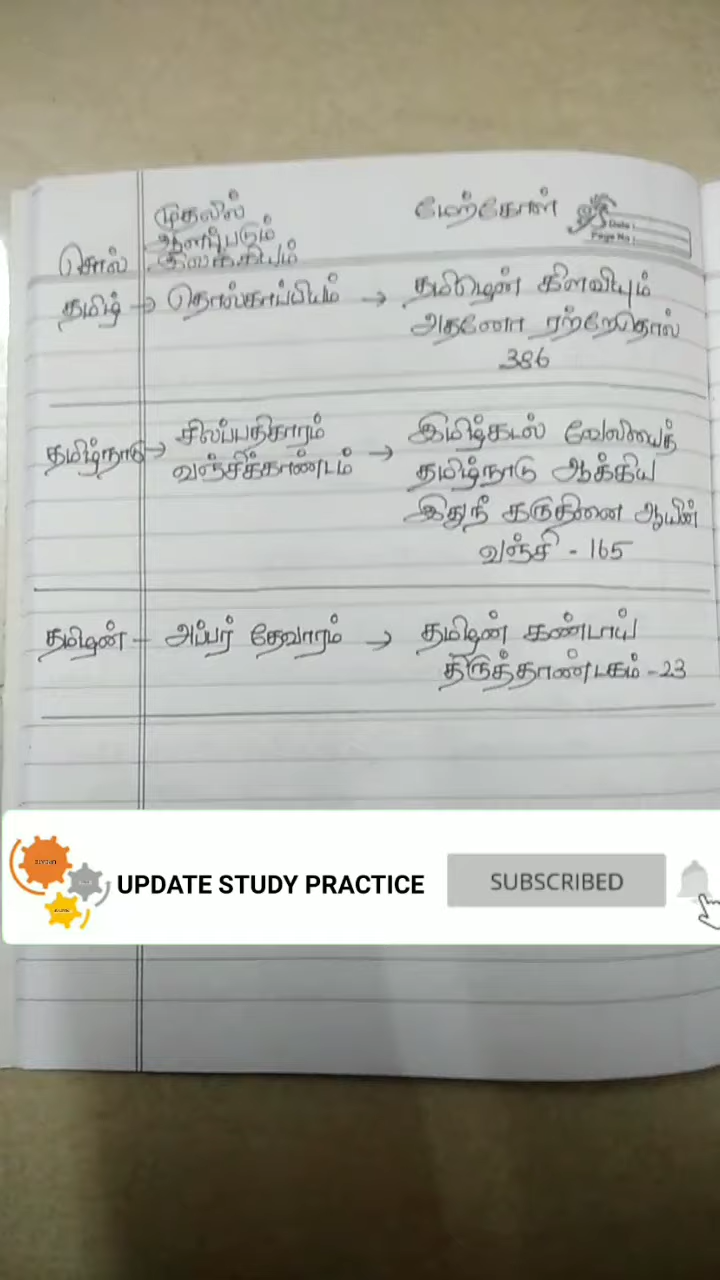 முதலில் மேற்கோள்
ஆளப்படும் Date :
சொல் இலக்கியம் Page No :
தமிழ் → தொல்காப்பியம் → தமிழென் கிளவியும்
அதனோ ரற்றேதொல்
386
தமிழ்நாடு → சிலப்பதிகாரம் இமிழ்கடல் வேலியைத்
வஞ்சிக்காண்டம் → தமிழ்நாடு ஆக்கிய
இதுநீ கருதினை ஆயின்
வஞ்சி - 165
தமிழன் - அப்பர் தேவாரம் → தமிழன் கண்டாய்
திருத்தாண்டகம் - 23
UPDATE STUDY PRACTICE SUBSCRIBED